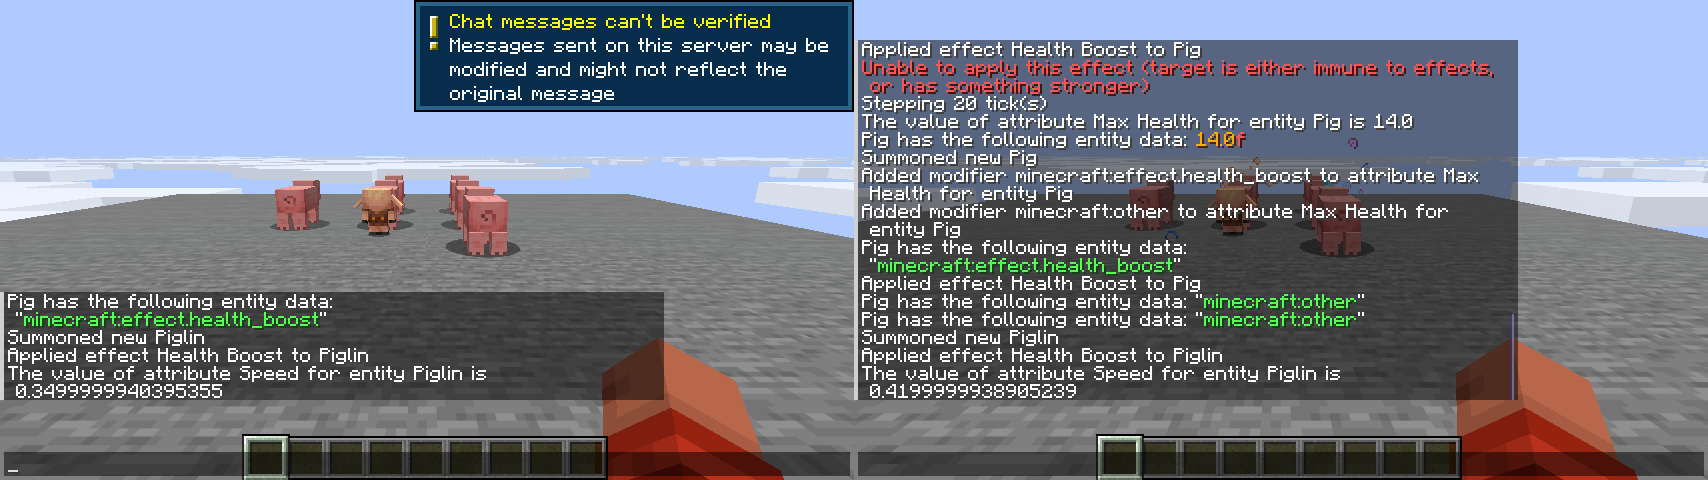 Chat messages can't be verified
Messages sent on this server may be
modified and might not reflect the
original message
Pig has the following entity data:
"minecraft:effect.health_boost"
Summoned new Piglin
Applied effect Health Boost to Piglin
The value of attribute Speed for entity Piglin is
0.34999999403953​55
_
Applied effect Health Boost to Pig
Unable to apply this effect (target is either immune to effects,
or has something stronger)
Stepping 20 tick(s)
The value of attribute Max Health for entity Pig is 14.0
Pig has the following entity data: 14.0f
Summoned new Pig
Added modifier minecraft:effect.health_boost to attribute Max
Health for entity Pig
Added modifier minecraft:other to attribute Max Health for
entity Pig
Pig has the following entity data:
"minecraft:effect.health_boost"
Applied effect Health Boost to Pig
Pig has the following entity data: "minecraft:other"
Pig has the following entity data: "minecraft:other"
Summoned new Piglin
Applied effect Health Boost to Piglin
The value of attribute Speed for entity Piglin is
0.41999999938905239